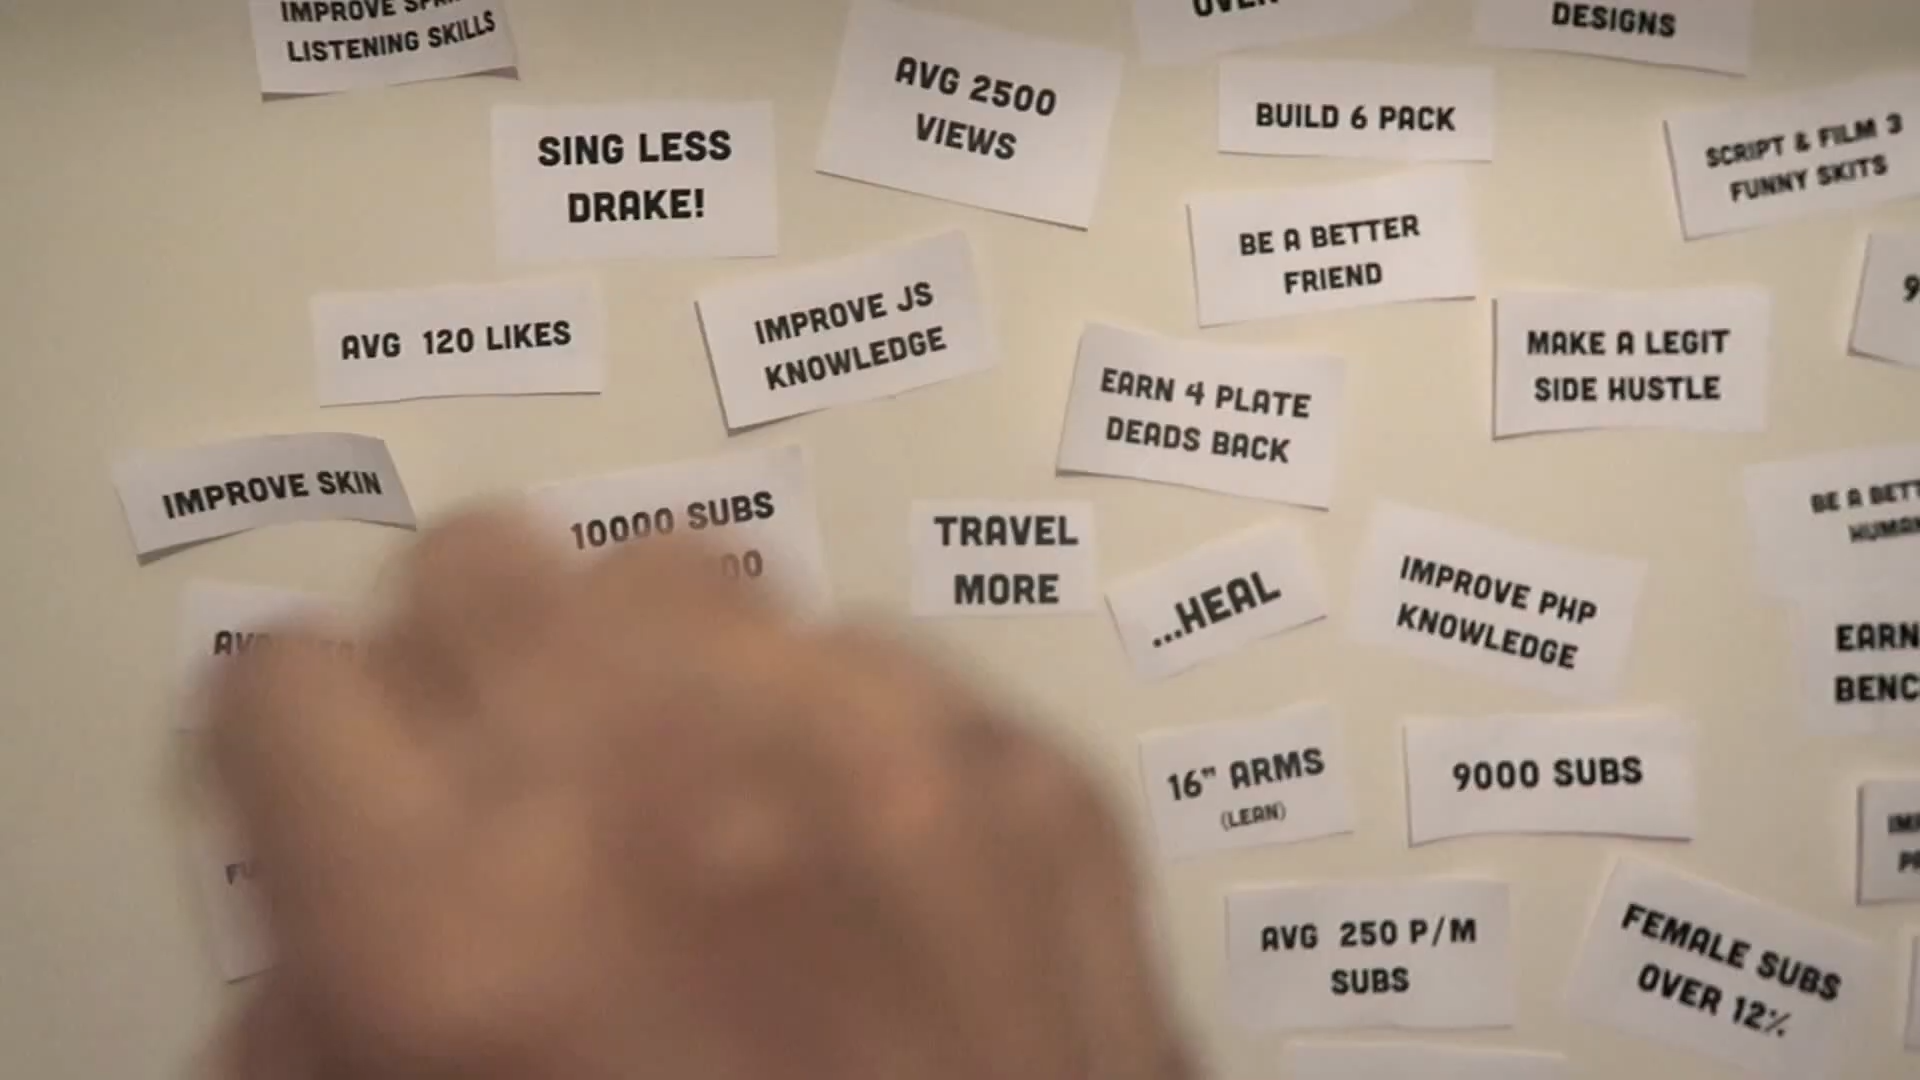 IMPROVE
LISTENING SKILLS
DESIGNS
AVG 2500
VIEWS
BUILD 6 PACK
SING LESS
DRAKE!
SCRIPT & FILM 3
FUNNY SKITS
BE A BETTER
FRIEND
AVG 120 LIKES
IMPROVE JS
KNOWLEDGE
MAKE A LEGIT
SIDE HUSTLE
EARN 4 PLATE
DEADS BACK
IMPROVE SKIN
10000 SUBS
TRAVEL
MORE
...HEAL
IMPROVE PHP
KNOWLEDGE
BE A
EARN
16" ARMS
(LEAN)
9000 SUBS
AVG 250 P/M
SUBS
FEMALE SUBS
OVER 12%